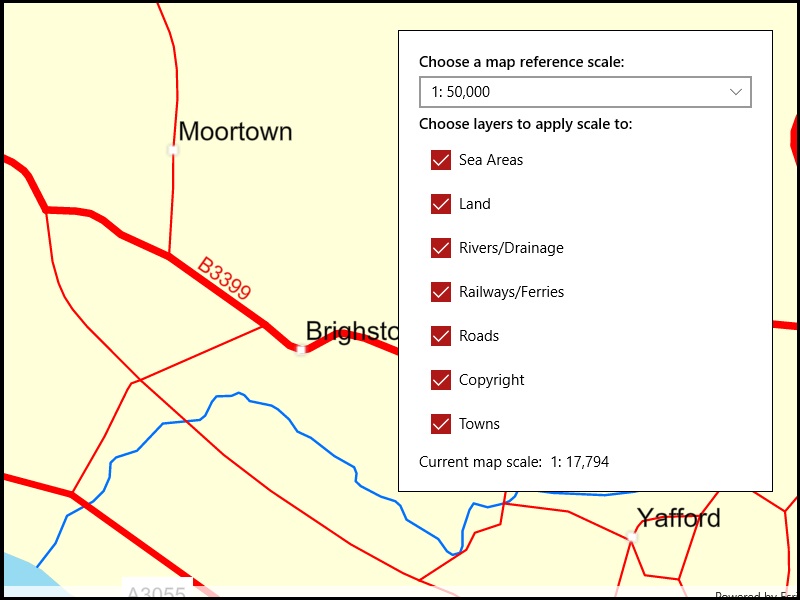 Choose a map reference scale:
1: 50,000
Choose layers to apply scale to:
Sea Areas
Land
Rivers/Drainage
Railways/Ferries
Roads
Copyright
Towns
Current map scale: 1: 17,794
Moortown
B3399
Brighsto
Yafford
A3055
Powered by Esri